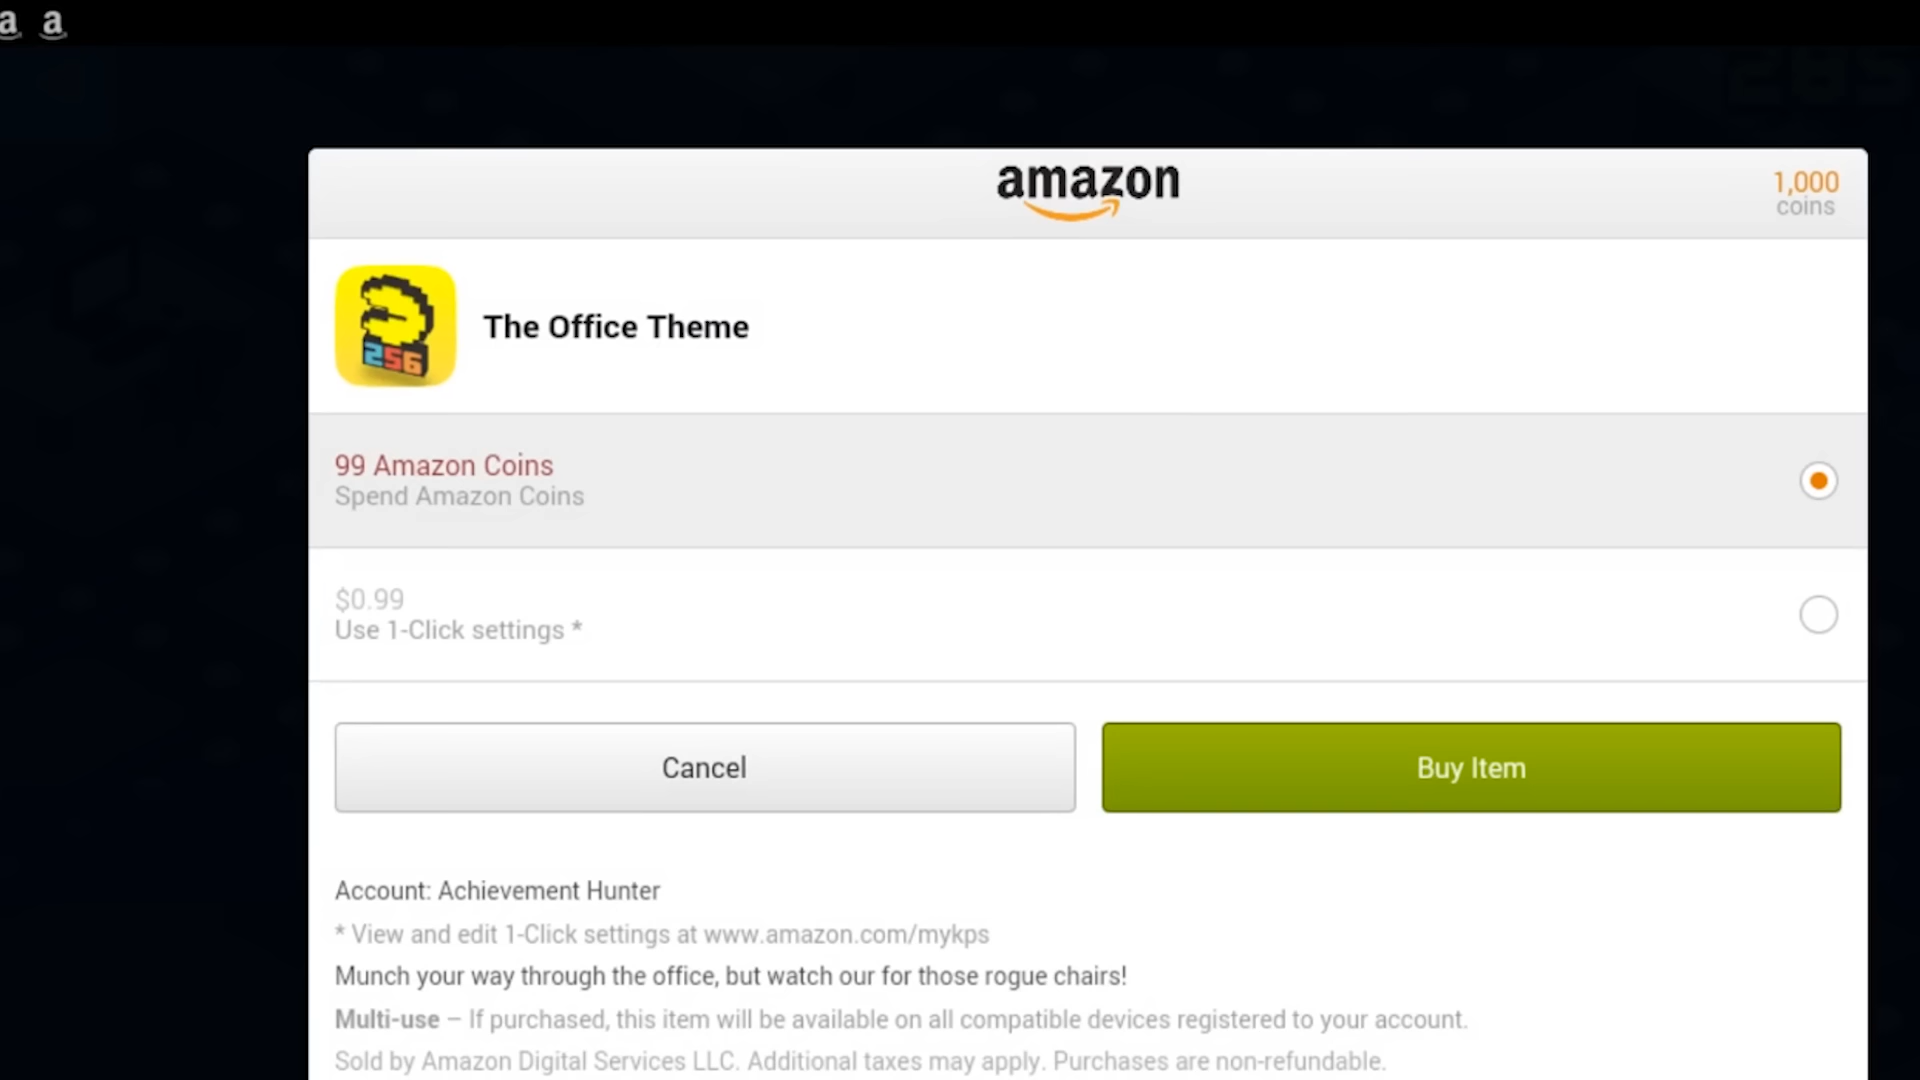 a a
amazon
1,000
coins
256
The Office Theme
99 Amazon Coins
Spend Amazon Coins
$0.99
Use 1-Click settings *
Cancel
Buy Item
Account: Achievement Hunter
* View and edit 1-Click settings at www.amazon.com/mykps
Munch your way through the office, but watch our for those rogue chairs!
Multi-use – If purchased, this item will be available on all compatible devices registered to your account.
Sold by Amazon Digital Services LLC. Additional taxes may apply. Purchases are non-refundable.